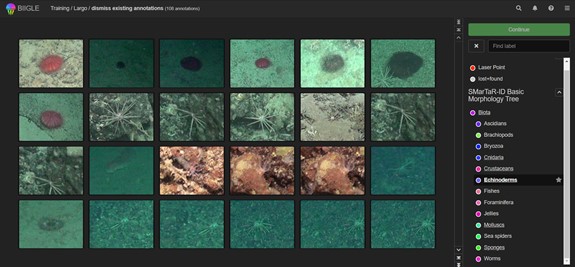 BIIGLE Training / Largo / dismiss existing annotations (106 annotations)
Continue
Find label
Laser Point
lost+found
SMarTaR-ID Basic
Morphology Tree
Biota
Ascidians
Brachiopods
Bryozoa
Cnidaria
Crustaceans
Echinoderms
Fishes
Foraminifera
Jellies
Molluscs
Sea spiders
Sponges
Worms